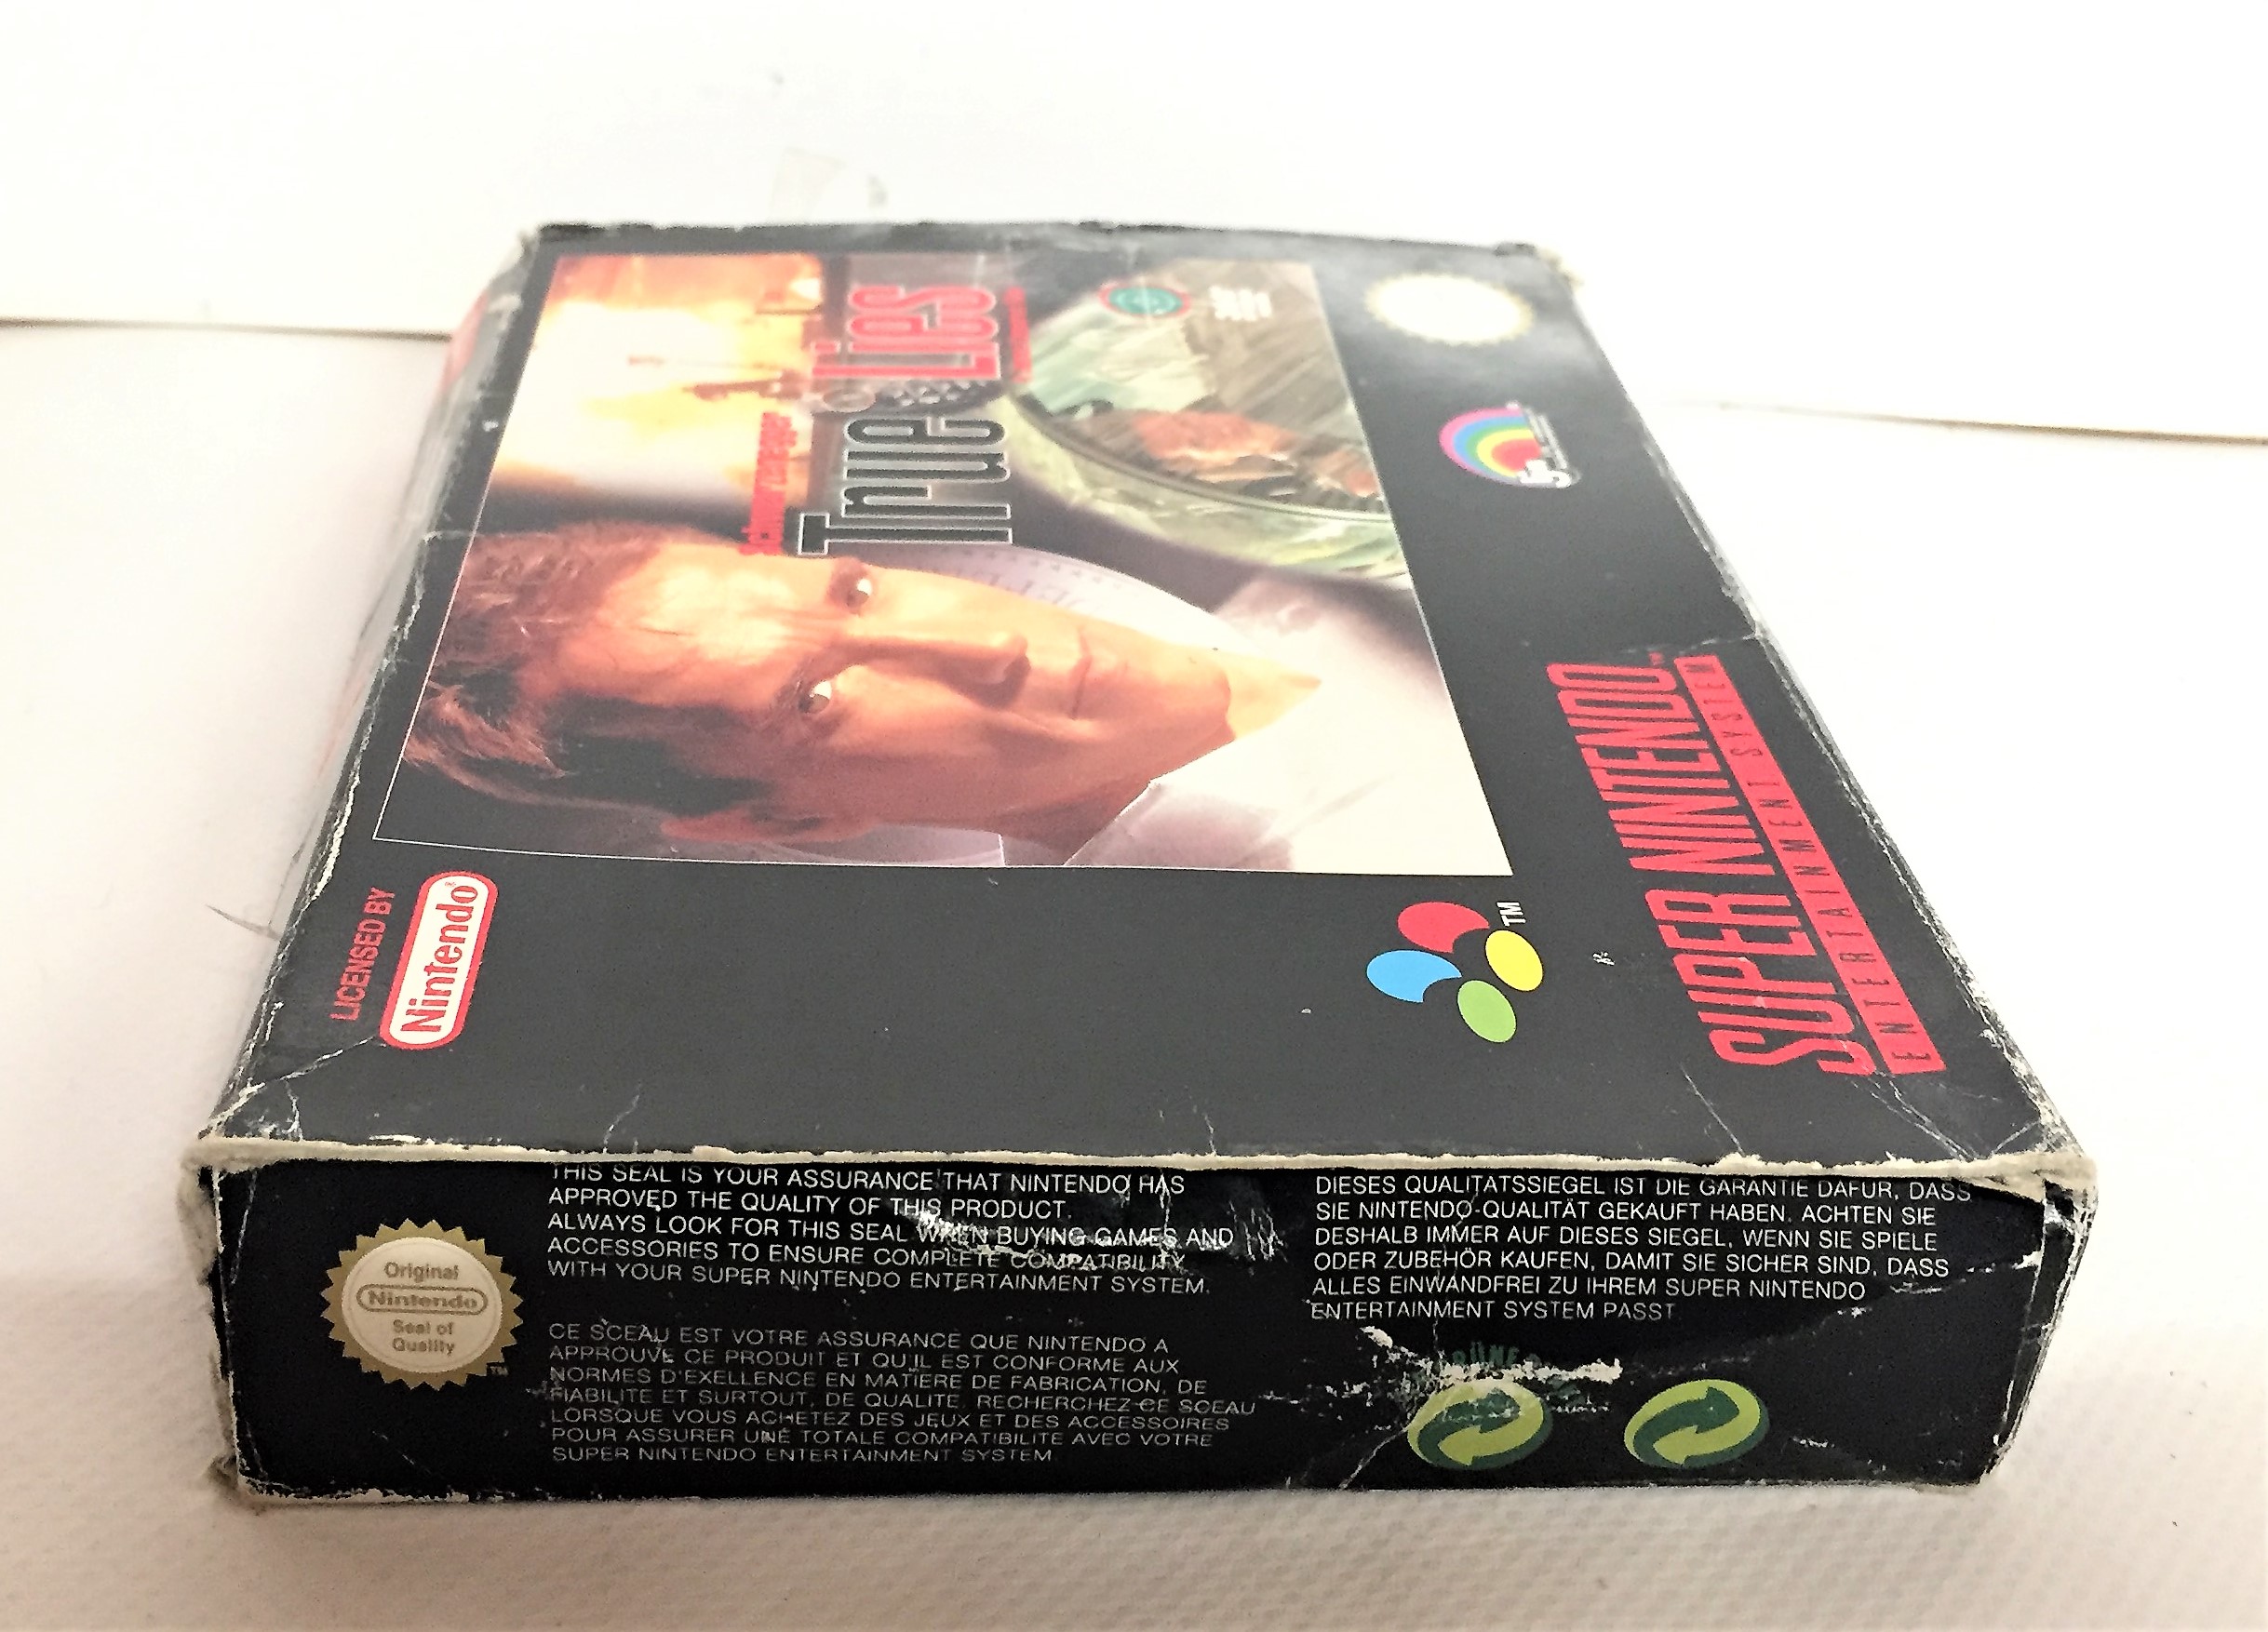 Schwarzenegger
True Lies
LJN
SUPER NINTENDO
ENTERTAINMENT SYSTEM
TM
LICENSED BY
Nintendo
Original
Nintendo
Seal of
Quality
TM
THIS SEAL IS YOUR ASSURANCE THAT NINTENDO HAS
APPROVED THE QUALITY OF THIS PRODUCT.
ALWAYS LOOK FOR THIS SEAL WHEN BUYING GAMES AND
ACCESSORIES TO ENSURE COMPLETE COMPATIBILITY
WITH YOUR SUPER NINTENDO ENTERTAINMENT SYSTEM.
CE SCEAU EST VOTRE ASSURANCE QUE NINTENDO A
APPROUVE CE PRODUIT ET QU'IL EST CONFORME AUX
NORMES D'EXELLENCE EN MATIERE DE FABRICATION, DE
FIABILITE ET SURTOUT, DE QUALITE. RECHERCHEZ CE SCEAU
LORSQUE VOUS ACHETEZ DES JEUX ET DES ACCESSOIRES
POUR ASSURER UNE TOTALE COMPATIBILITE AVEC VOTRE
SUPER NINTENDO ENTERTAINMENT SYSTEM
DIESES QUALITÄTSSIEGEL IST DIE GARANTIE DAFÜR, DASS
SIE NINTENDO-QUALITÄT GEKAUFT HABEN. ACHTEN SIE
DESHALB IMMER AUF DIESES SIEGEL, WENN SIE SPIELE
ODER ZUBEHÖR KAUFEN, DAMIT SIE SICHER SIND, DASS
ALLES EINWANDFREI ZU IHREM SUPER NINTENDO
ENTERTAINMENT SYSTEM PASST